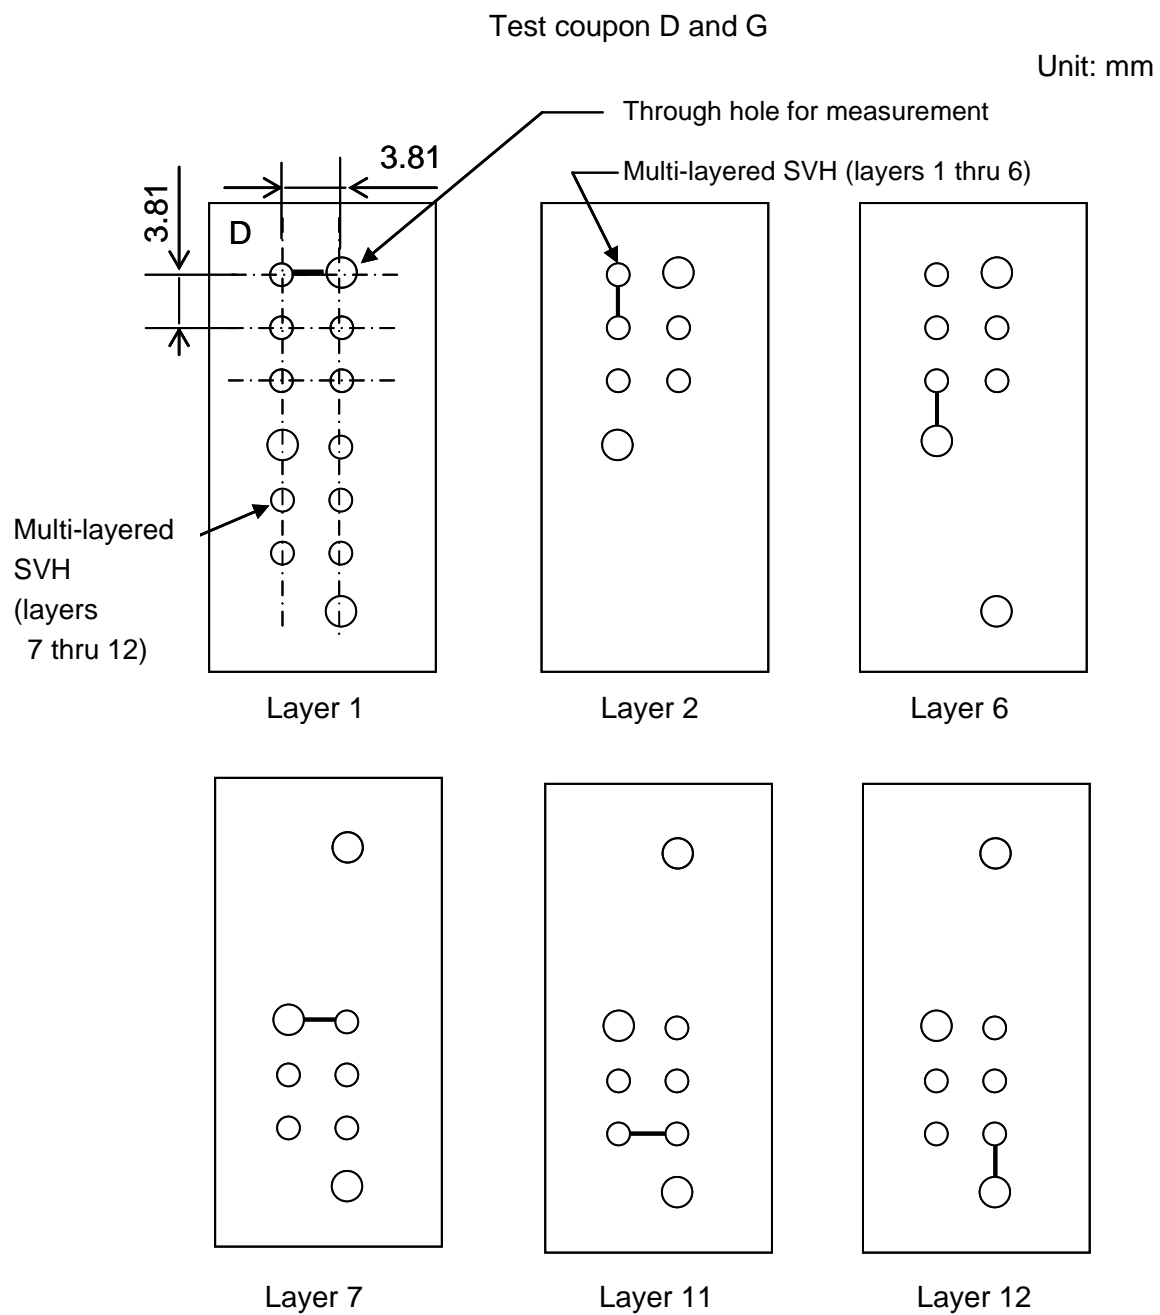 Test coupon D and G
Unit: mm
Through hole for measurement
3.81
Multi-layered SVH (layers 1 thru 6)
3.81
D
Multi-layered
SVH
(layers
7 thru 12)
Layer 1
Layer 2
Layer 6
Layer 7
Layer 11
Layer 12